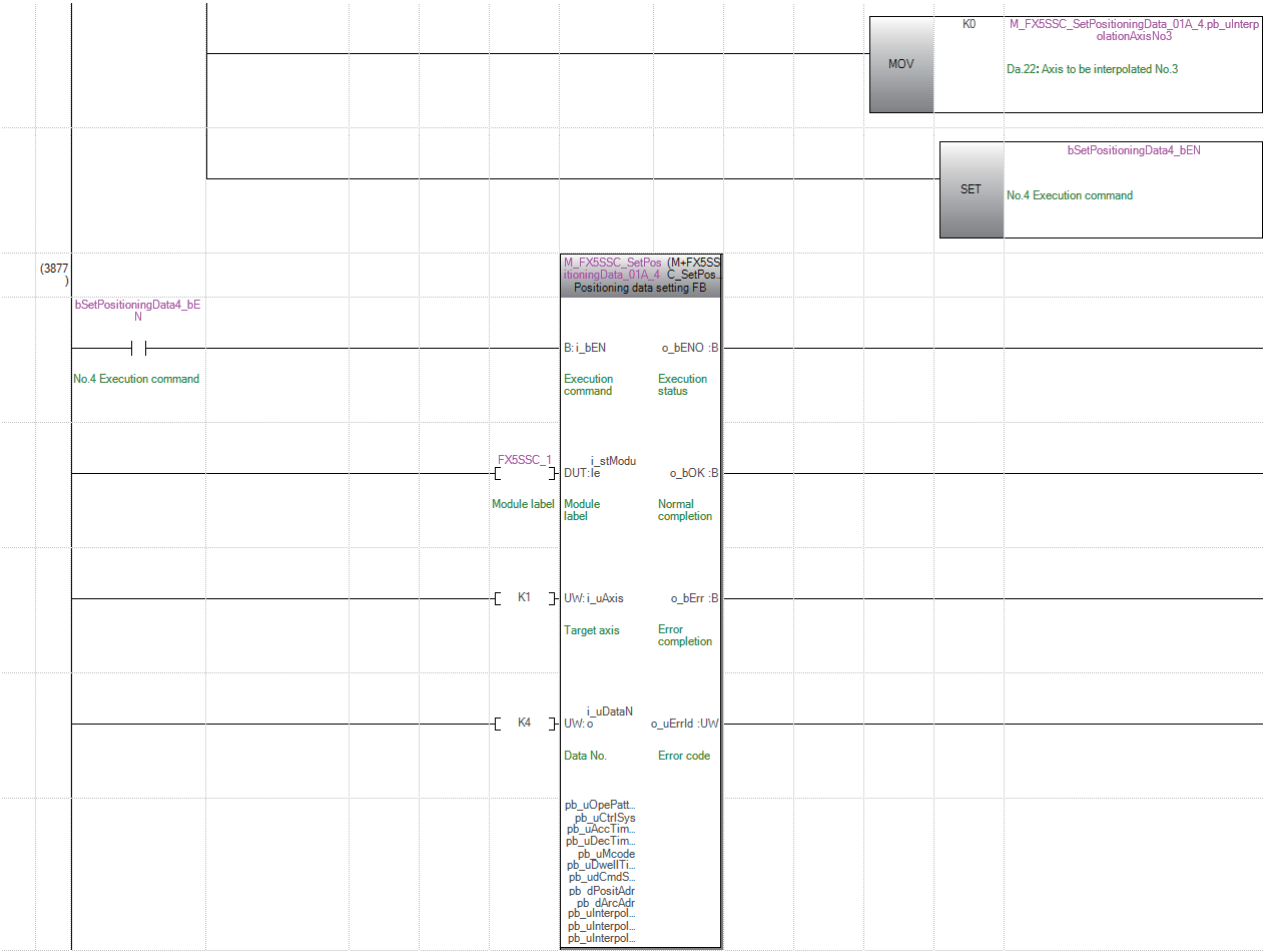 K0
M_FX5SSC_SetPositioningData_01A_4.pb_uInterp
olationAxisNo3
MOV
Da.22: Axis to be interpolated No.3
bSetPositioningData4_bEN
SET
No.4 Execution command
(3877
)
M_FX5SSC_SetPos (M+FX5SS
itioningData_01A_4 C_SetPos...
Positioning data setting FB
bSetPositioningData4_bE
N
B: i_bEN
o_bENO :B
No.4 Execution command
Execution
command
Execution
status
FX5SSC_1
i_stModu
DUT:le
o_bOK :B
Module label
Module
label
Normal
completion
K1
UW: i_uAxis
o_bErr :B
Target axis
Error
completion
i_uDataN
K4
UW: o
o_uErrId :UW
Data No.
Error code
pb_uOpePatt...
pb_uCtrlSys
pb_uAccTim...
pb_uDecTim...
pb_uMcode
pb_uDwellTi...
pb_udCmdS...
pb_dPositAdr
pb_dArcAdr
pb_uInterpol...
pb_uInterpol...
pb_uInterpol...